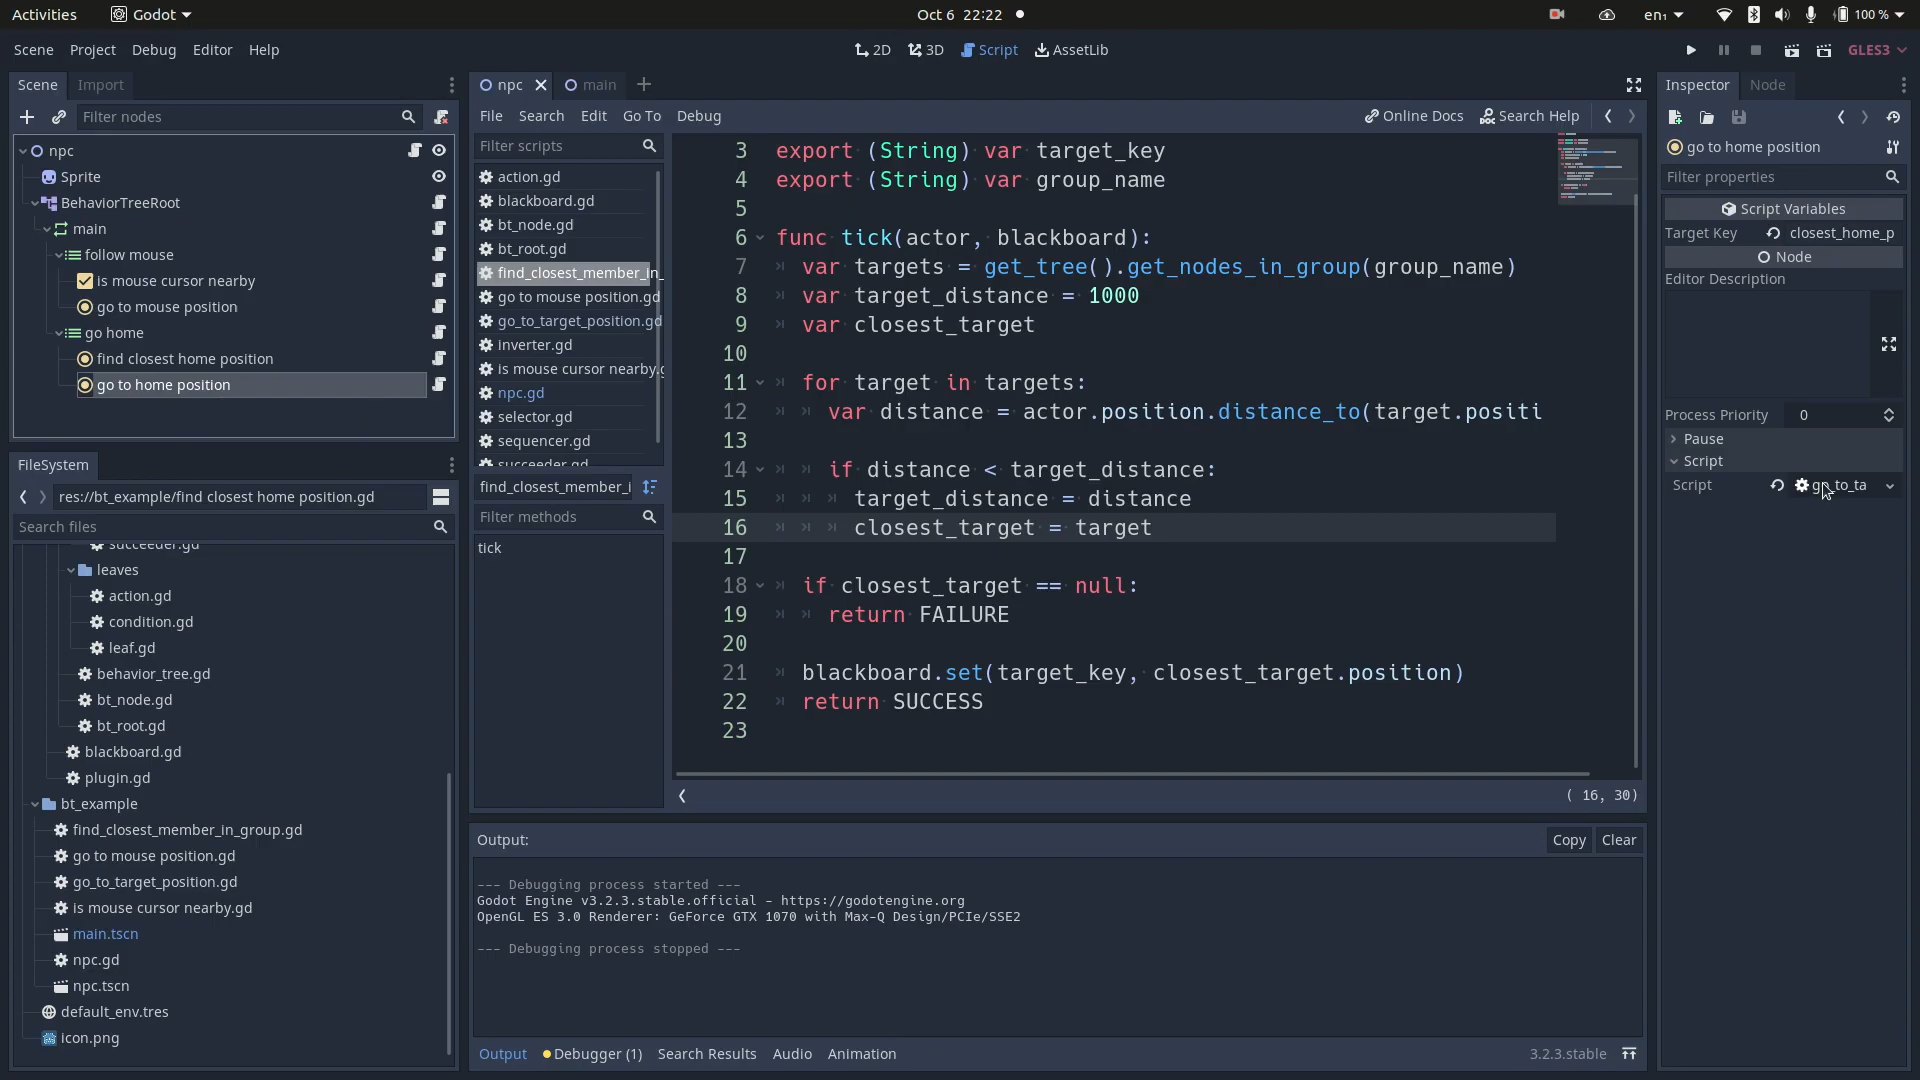 Activities
Godot
Oct 6 22:22
en₁
100 %
Scene Project Debug Editor Help
2D 3D Script AssetLib
GLES3
Scene Import
Filter nodes
npc
Sprite
BehaviorTreeRoot
main
follow mouse
is mouse cursor nearby
go to mouse position
go home
find closest home position
go to home position
FileSystem
res://bt_example/find closest home position.gd
Search files
succeeder.gd
leaves
action.gd
condition.gd
leaf.gd
behavior_tree.gd
bt_node.gd
bt_root.gd
blackboard.gd
plugin.gd
bt_example
find_closest_member_in_group.gd
go to mouse position.gd
go_to_target_position.gd
is mouse cursor nearby.gd
main.tscn
npc.gd
npc.tscn
default_env.tres
icon.png
npc main
File Search Edit Go To Debug
Online Docs Search Help
Filter scripts
action.gd
blackboard.gd
bt_node.gd
bt_root.gd
find_closest_member_in_
go to mouse position.gd
go_to_target_position.gd
inverter.gd
is mouse cursor nearby.g
npc.gd
selector.gd
sequencer.gd
succeeder.gd
find_closest_member_i
Filter methods
tick
3 export (String) var target_key
4 export (String) var group_name
5
6 func tick(actor, blackboard):
7 var targets = get_tree().get_nodes_in_group(group_name)
8 var target_distance = 1000
9 var closest_target
10
11 for target in targets:
12 var distance = actor.position.distance_to(target.positi
13
14 if distance < target_distance:
15 target_distance = distance
16 closest_target = target
17
18 if closest_target == null:
19 return FAILURE
20
21 blackboard.set(target_key, closest_target.position)
22 return SUCCESS
23
( 16, 30)
Output:
Copy Clear
--- Debugging process started ---
Godot Engine v3.2.3.stable.official - https://godotengine.org
OpenGL ES 3.0 Renderer: GeForce GTX 1070 with Max-Q Design/PCIe/SSE2
--- Debugging process stopped ---
Output Debugger (1) Search Results Audio Animation
3.2.3.stable
Inspector Node
go to home position
Filter properties
Script Variables
Target Key closest_home_p
Node
Editor Description
Process Priority 0
Pause
Script
Script go_to_ta